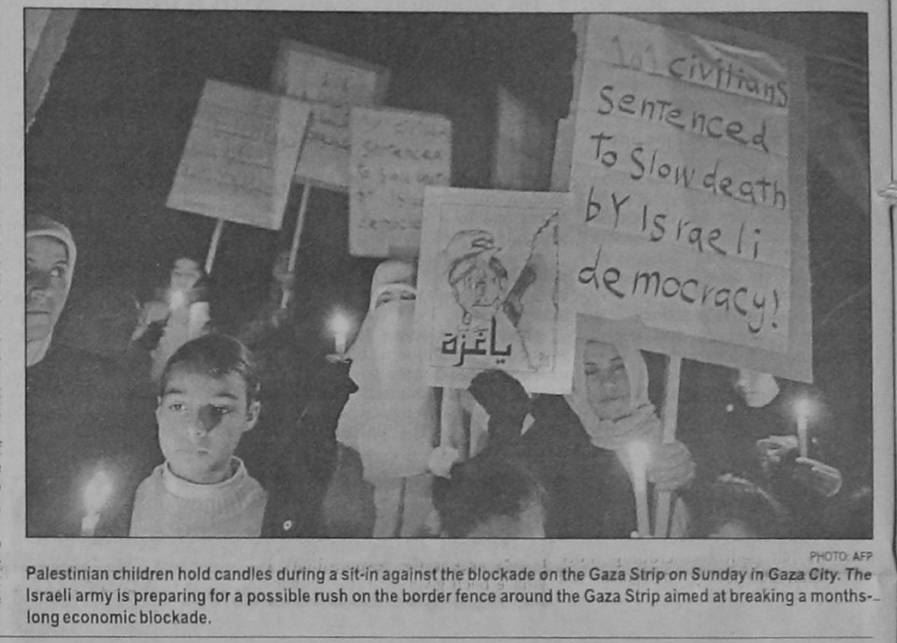 civilians
sentenced
To Slow death
bY Israeli
democracy!
يا غزة
PHOTO: AFP
Palestinian children hold candles during a sit-in against the blockade on the Gaza Strip on Sunday in Gaza City. The
Israeli army is preparing for a possible rush on the border fence around the Gaza Strip aimed at breaking a months-
long economic blockade.